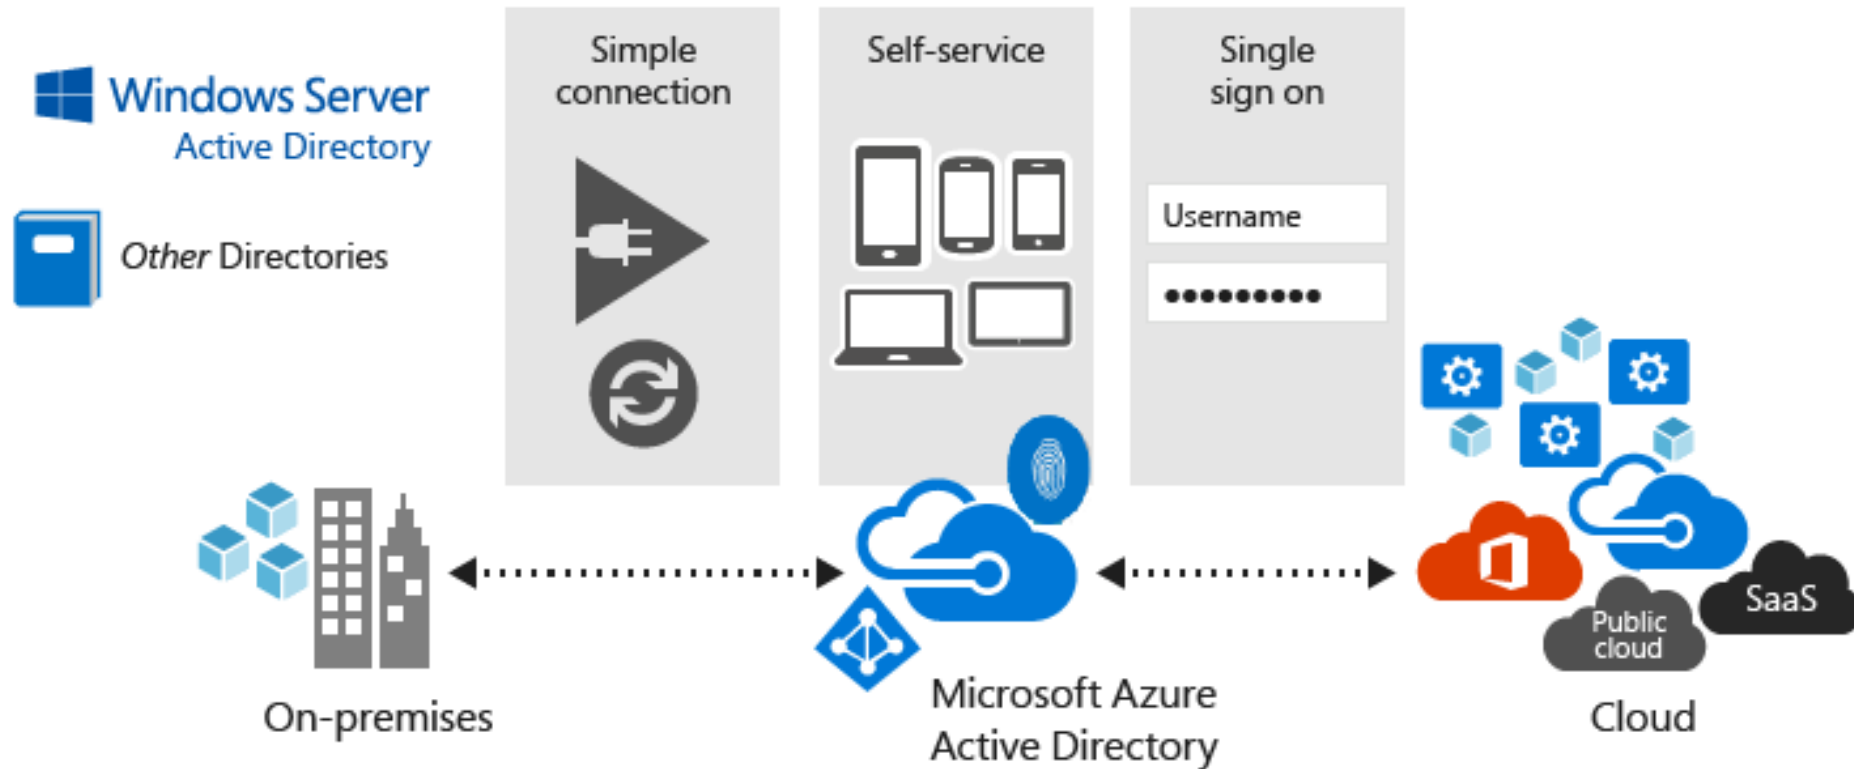 Windows Server
Active Directory
Other Directories
Simple
connection
Self-service
Single
sign on
Username
•••••••••
On-premises
Microsoft Azure
Active Directory
Public
cloud
SaaS
Cloud